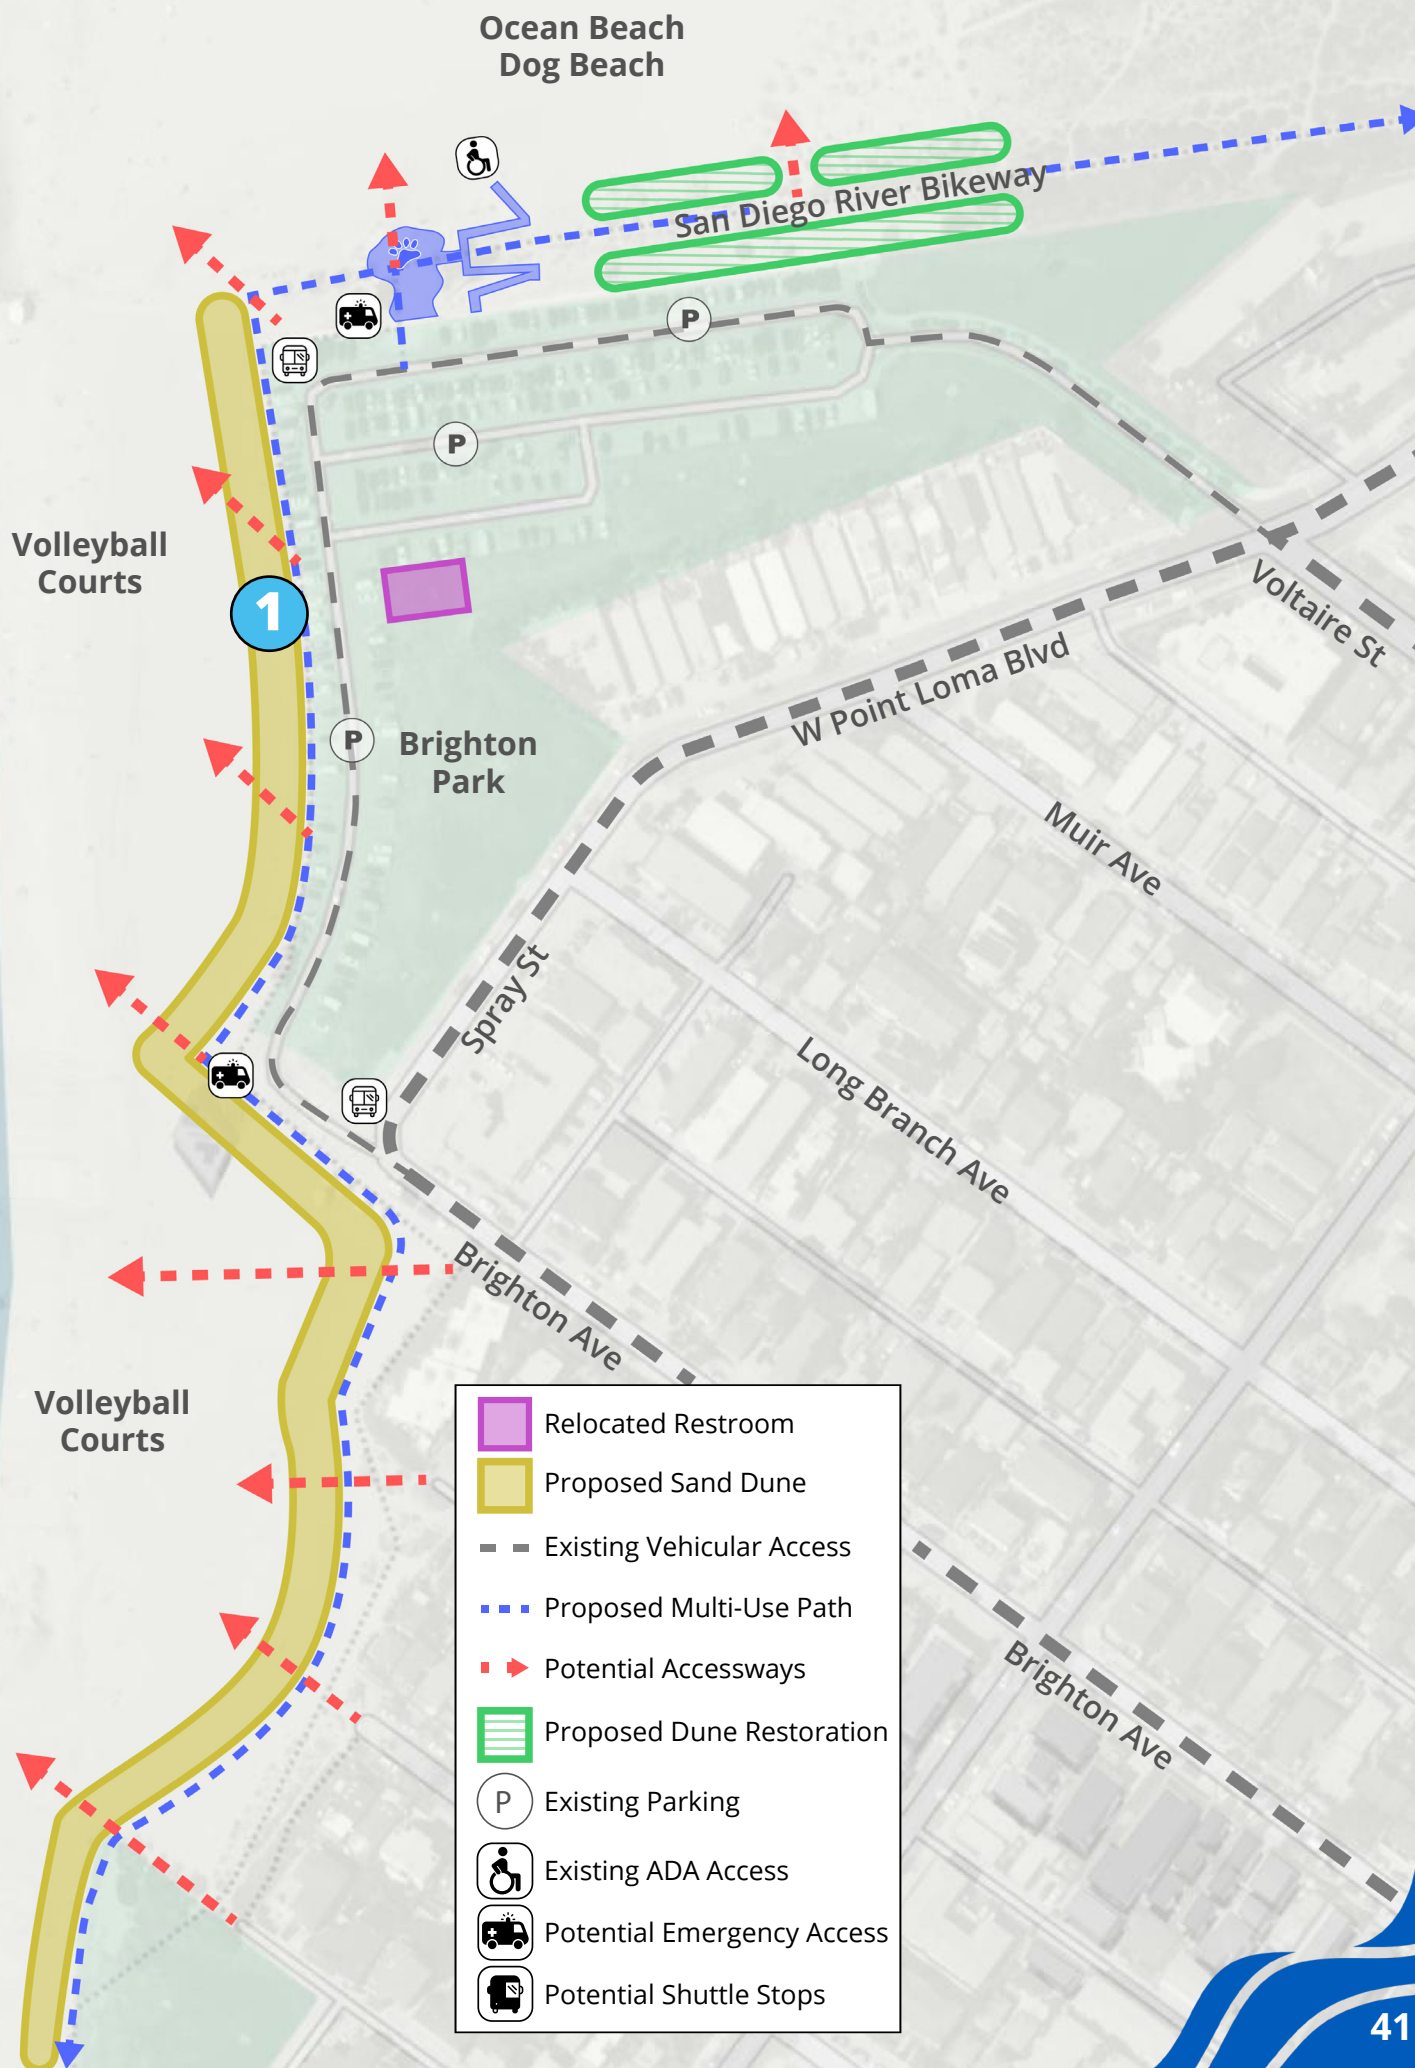 Ocean Beach
Dog Beach
San Diego River Bikeway
P
P
Volleyball
Courts
1
Voltaire St
W Point Loma Blvd
P
Brighton
Park
Muir Ave
Spray St
Long Branch Ave
Brighton Ave
Volleyball
Courts
Relocated Restroom
Proposed Sand Dune
Existing Vehicular Access
Proposed Multi-Use Path
Potential Accessways
Proposed Dune Restoration
P Existing Parking
Existing ADA Access
Potential Emergency Access
Potential Shuttle Stops
Brighton Ave
41